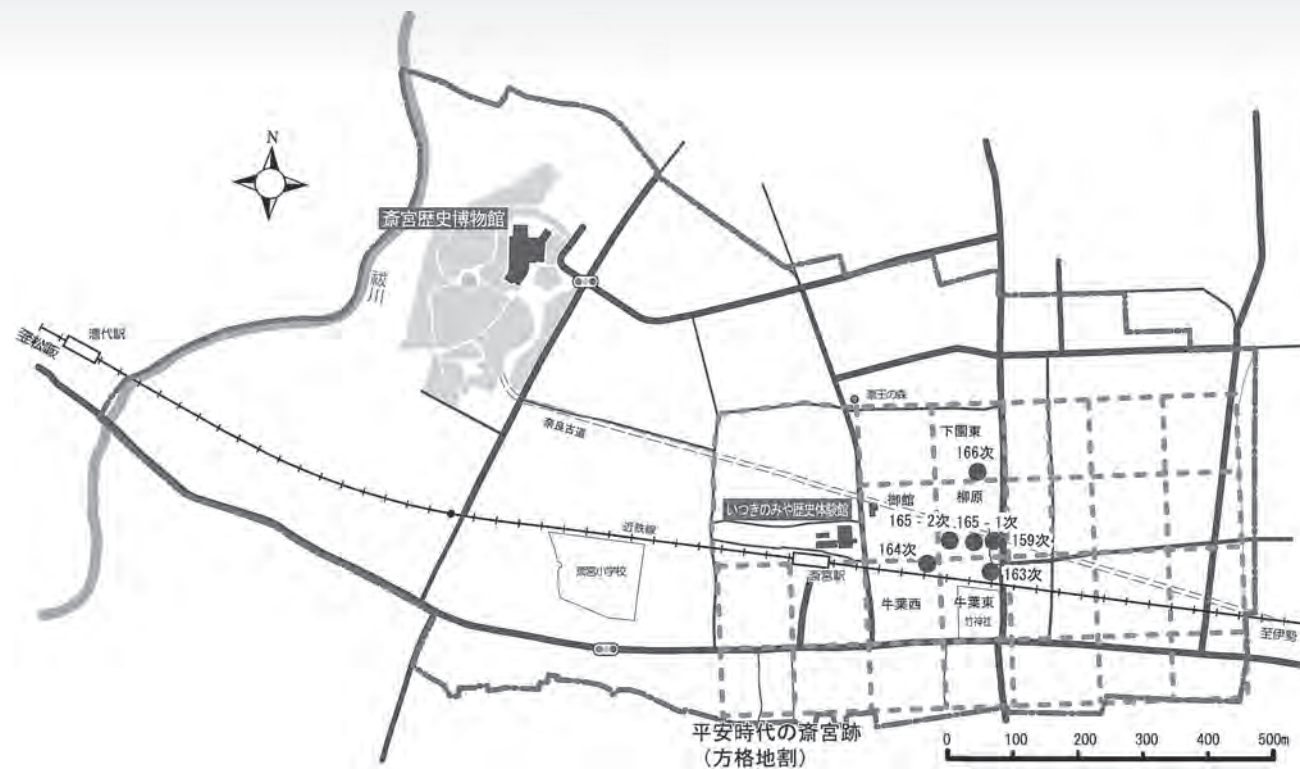 N
斎宮歴史博物館
祓川
漕代駅
至松阪
奈良古道
斎王の森
下園東
166次
御館
柳原
いつきのみや歴史体験館
165-2次
165-1次
159次
近鉄線
164次
斎宮小学校
斎宮駅
163次
牛葉西
牛葉東
竹神社
至伊勢
平安時代の斎宮跡
(方格地割)
0 100 200 300 400 500m